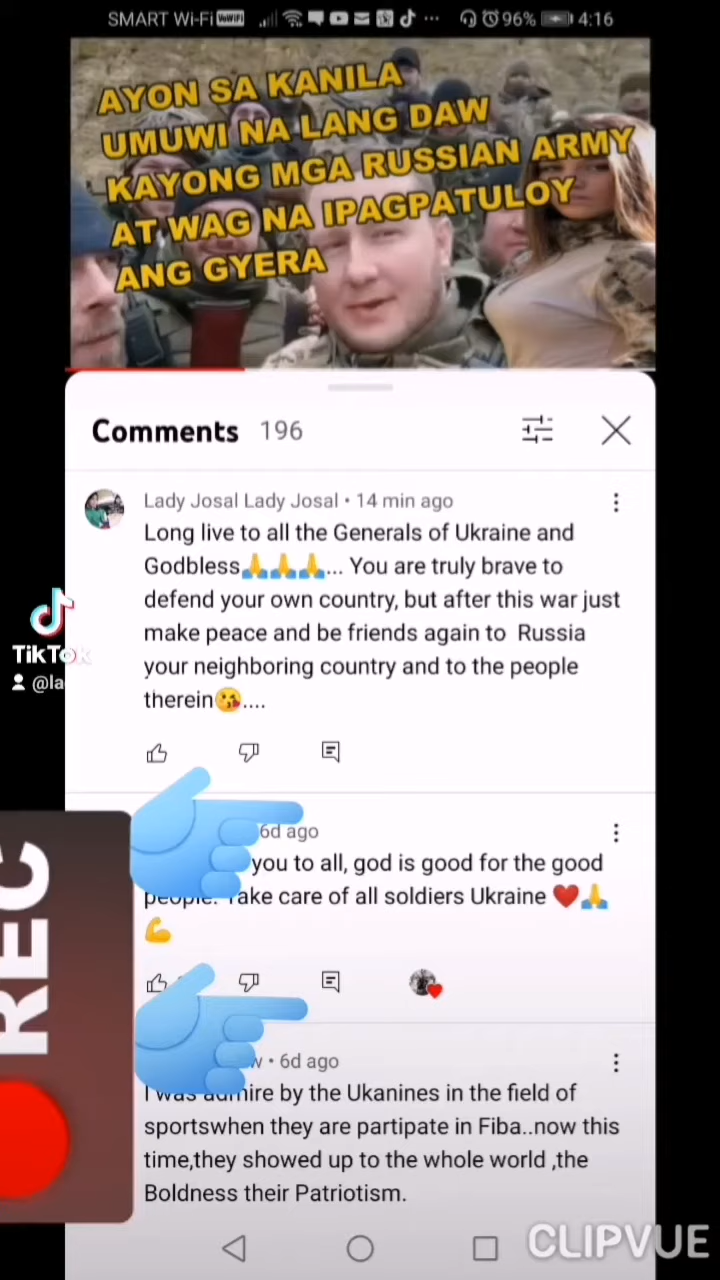 SMART Wi-Fi VoWiFi 96% 4:16
AYON SA KANILA
UMUWI NA LANG DAW
KAYONG MGA RUSSIAN ARMY
AT WAG NA IPAGPATULOY
ANG GYERA
Comments 196
Lady Josal Lady Josal • 14 min ago
Long live to all the Generals of Ukraine and
Godbless🙏🙏🙏... You are truly brave to
defend your own country, but after this war just
make peace and be friends again to Russia
your neighboring country and to the people
therein😘....
TikTok
@la
6d ago
you to all, god is good for the good
people. Take care of all soldiers Ukraine ❤️🙏
💪
REC
• 6d ago
I was admire by the Ukanines in the field of
sportswhen they are partipate in Fiba..now this
time,they showed up to the whole world ,the
Boldness their Patriotism.
CLIPVUE